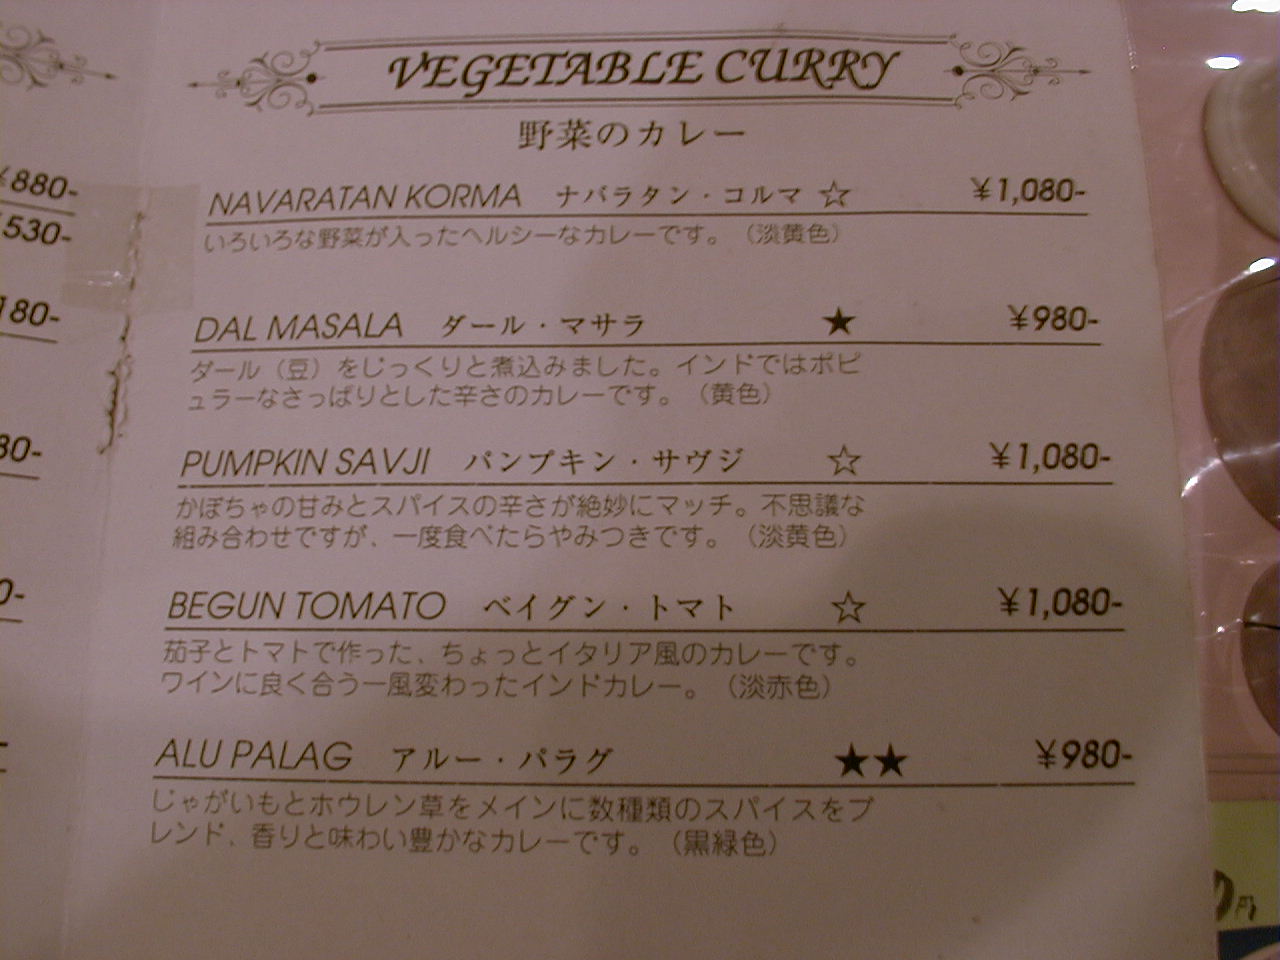 VEGETABLE CURRY
野菜のカレー
NAVARATAN KORMA ナバラタン・コルマ ☆ ¥1,080-
いろいろな野菜が入ったヘルシーなカレーです。（淡黄色）
DAL MASALA ダール・マサラ ★ ¥980-
ダール（豆）をじっくりと煮込みました。インドではポピ
ュラーなさっぱりとした辛さのカレーです。（黄色）
PUMPKIN SAVJI パンプキン・サヴジ ☆ ¥1,080-
かぼちゃの甘みとスパイスの辛さが絶妙にマッチ。不思議な
組み合わせですが、一度食べたらやみつきです。（淡黄色）
BEGUN TOMATO ベイグン・トマト ☆ ¥1,080-
茄子とトマトで作った、ちょっとイタリア風のカレーです。
ワインに良く合う一風変わったインドカレー。（淡赤色）
ALU PALAG アルー・パラグ ★★ ¥980-
じゃがいもとホウレン草をメインに数種類のスパイスをブ
レンド、香りと味わい豊かなカレーです。（黒緑色）
¥880-
530-
180-
80-
0-
円